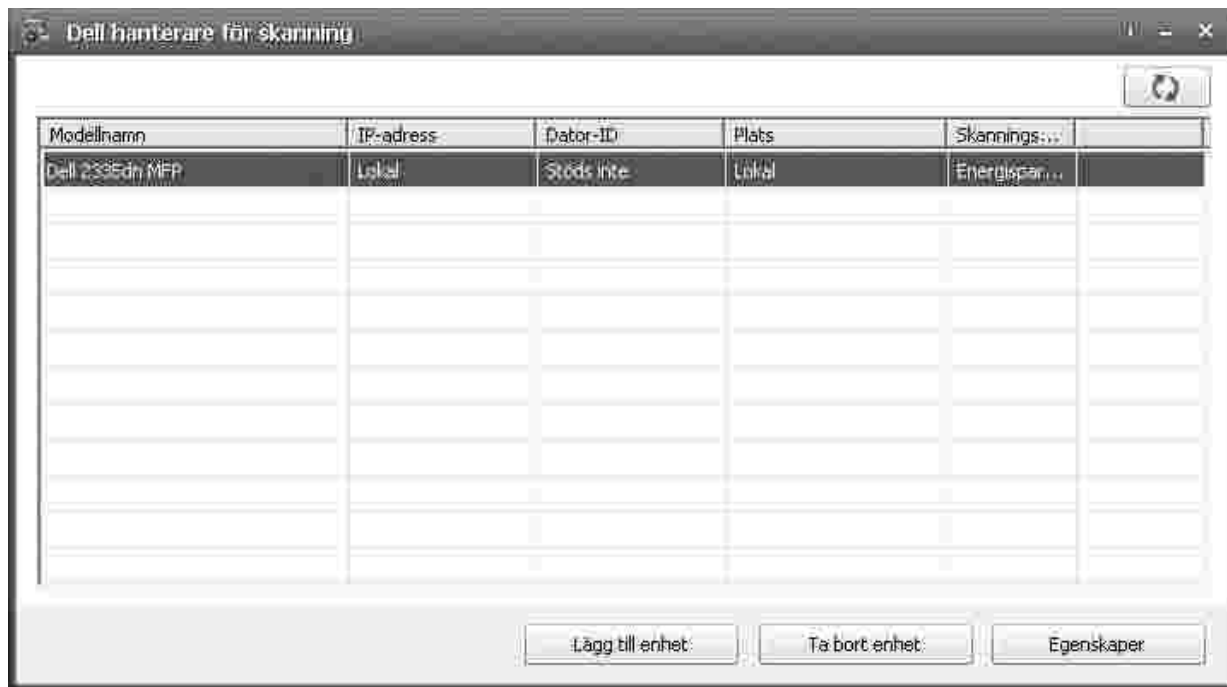 Dell hanterare för skanning
Modellnamn IP-adress Dator-ID Plats Skannings-...
Dell 2335dn MFP Lokal Stöds inte Lokal Energispar...
Lägg till enhet Ta bort enhet Egenskaper